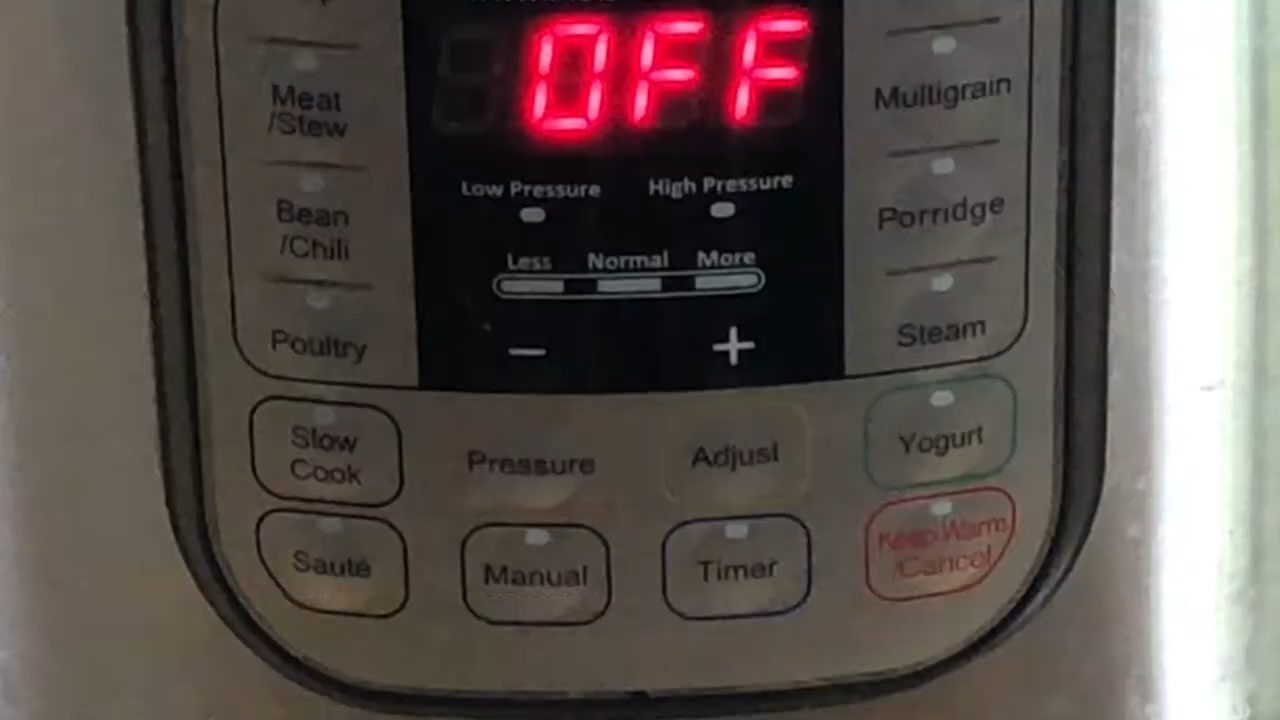 OFF
Meat
/Stew
Multigrain
Low Pressure High Pressure
Bean
/Chili
Porridge
Less Normal More
Poultry
− +
Steam
Slow
Cook
Pressure
Adjust
Yogurt
Sauté
Manual
Timer
Keep Warm
/Cancel